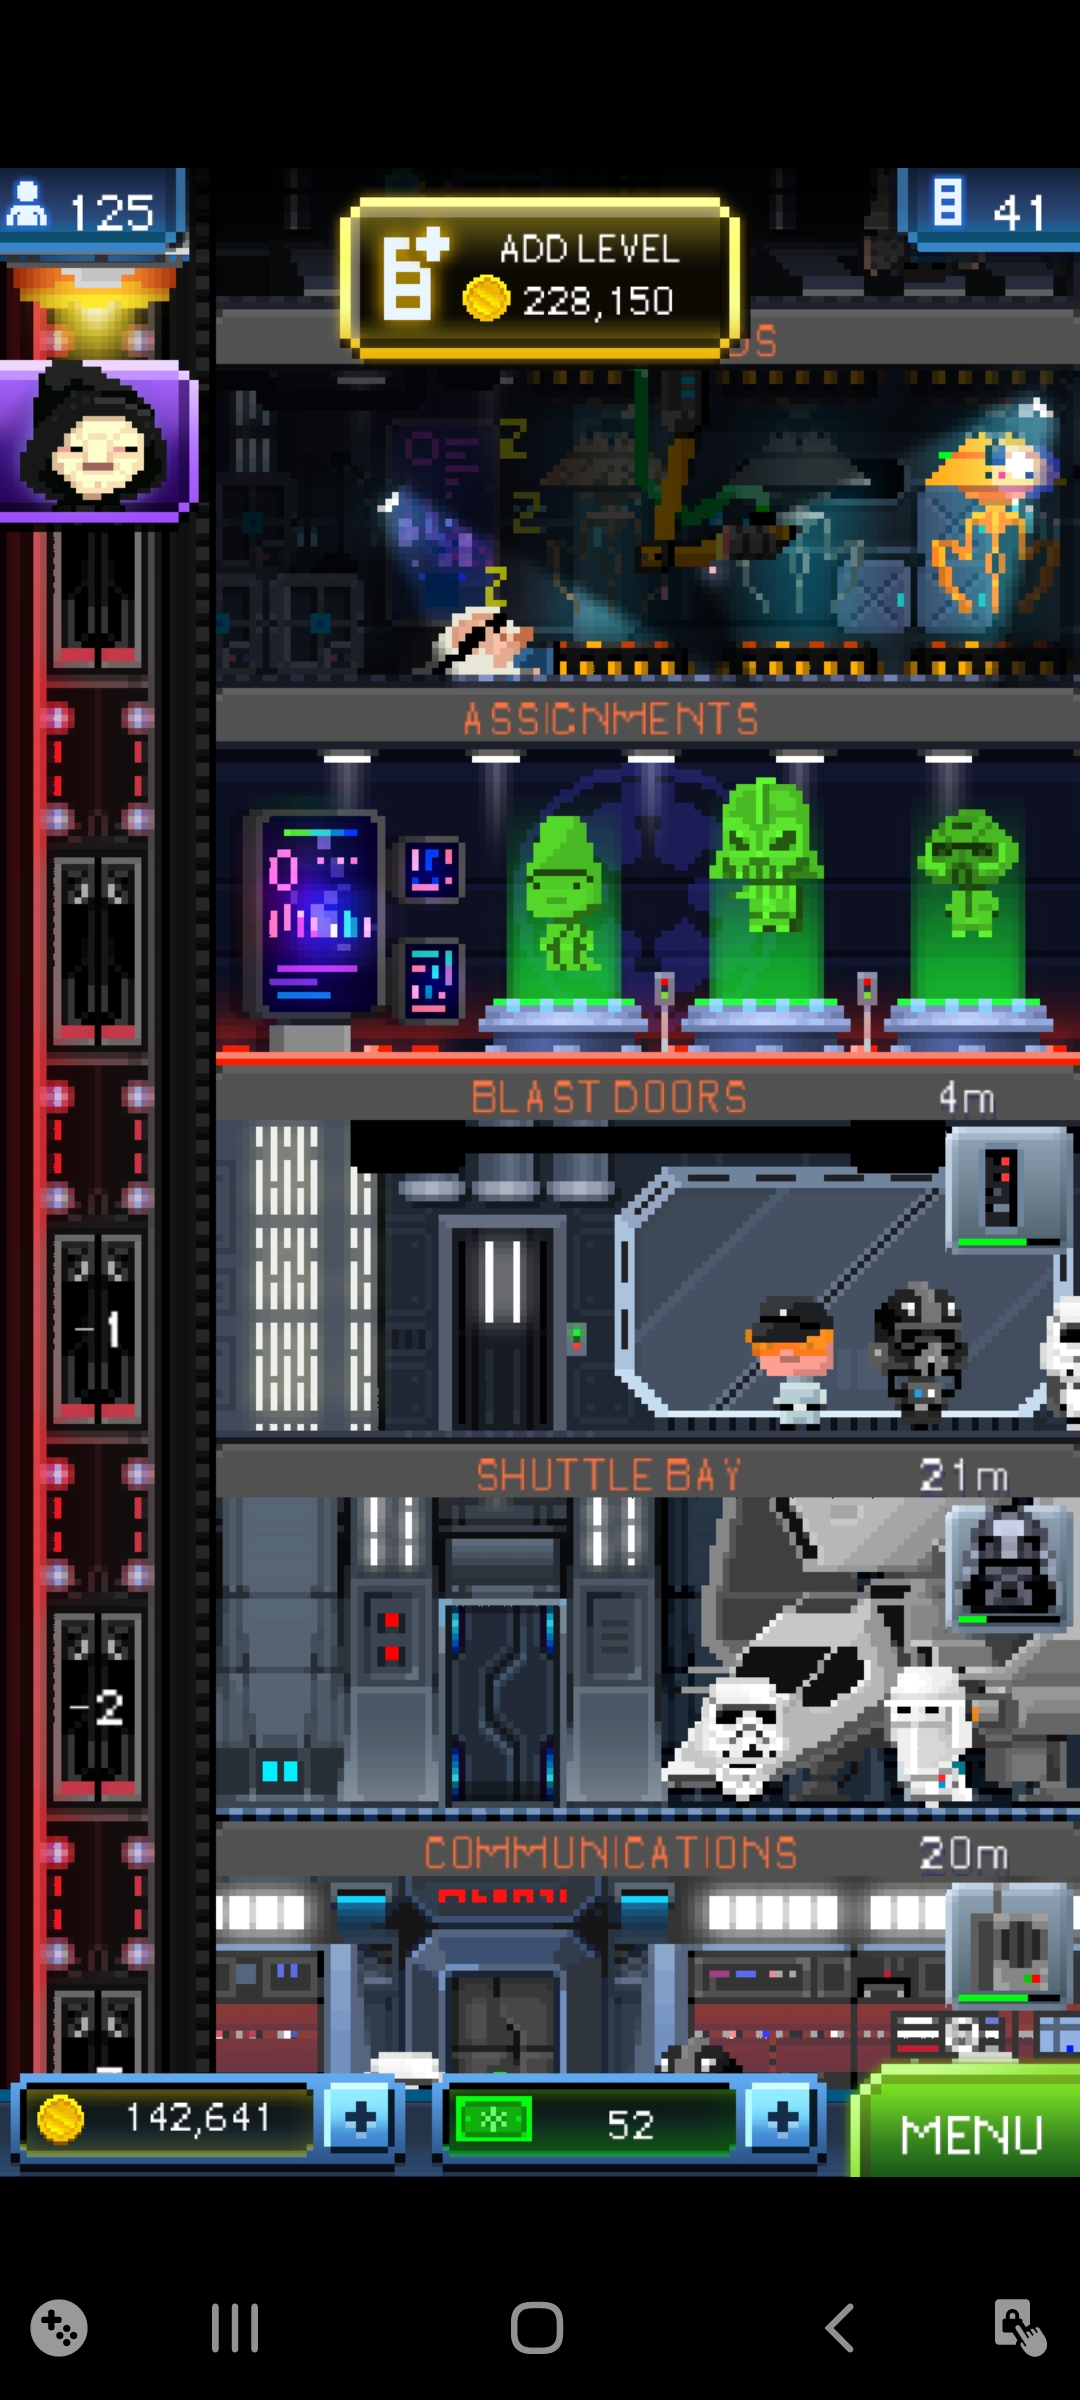 125
ADD LEVEL
228,150
41
Z
Z
Z
ASSIGNMENTS
BLAST DOORS 4m
-1
SHUTTLE BAY 21m
-2
COMMUNICATIONS 20m
142,641
52
MENU